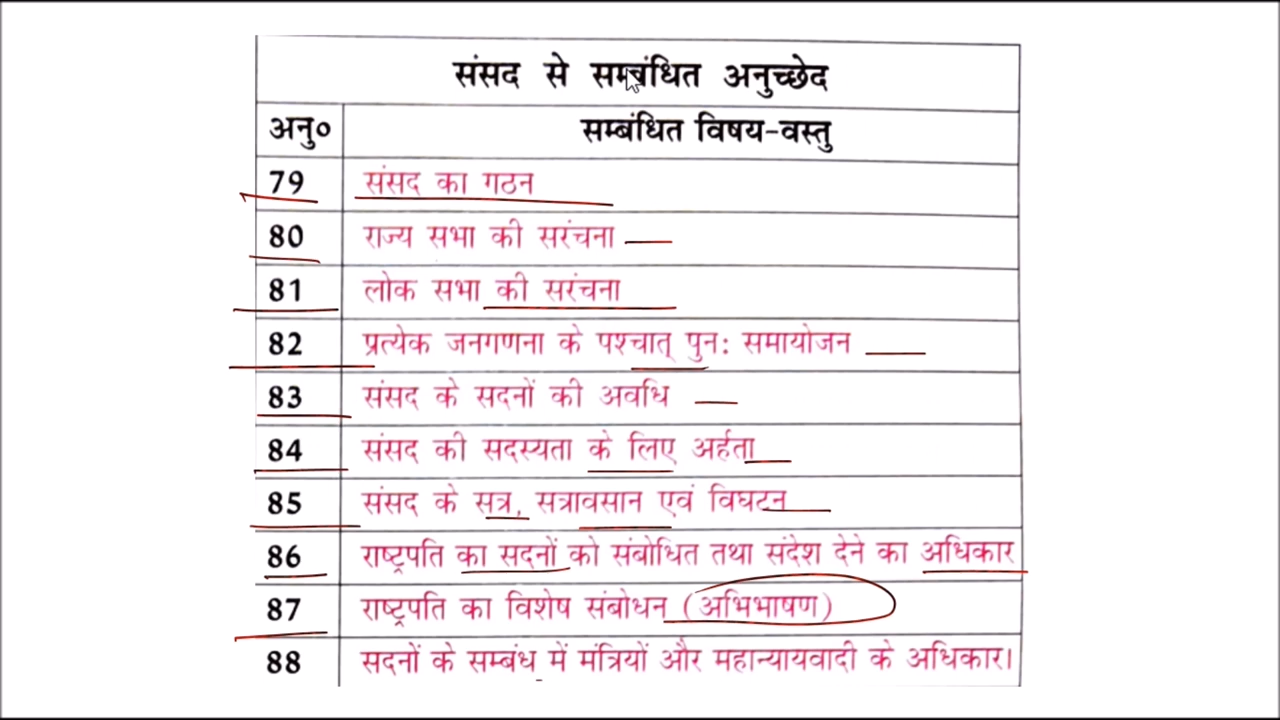 संसद से सम्बंधित अनुच्छेद
अनु० सम्बंधित विषय-वस्तु
79 संसद का गठन
80 राज्य सभा की सरंचना
81 लोक सभा की सरंचना
82 प्रत्येक जनगणना के पश्चात् पुनः समायोजन
83 संसद के सदनों की अवधि
84 संसद की सदस्यता के लिए अर्हता
85 संसद के सत्र, सत्रावसान एवं विघटन
86 राष्ट्रपति का सदनों को संबोधित तथा संदेश देने का अधिकार
87 राष्ट्रपति का विशेष संबोधन (अभिभाषण)
88 सदनों के सम्बंध में मंत्रियों और महान्यायवादी के अधिकार।